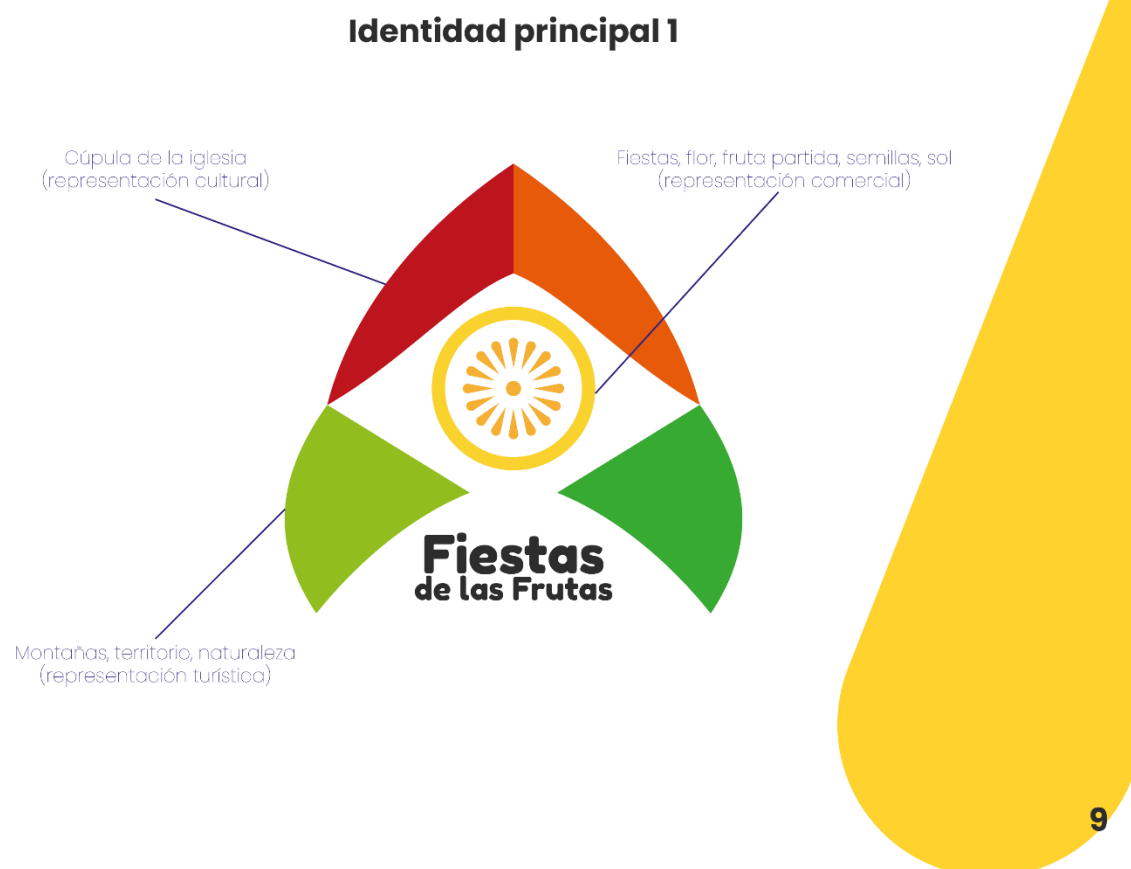 Identidad principal 1
Cúpula de la iglesia
(representación cultural)
Fiestas, flor, fruta partida, semillas, sol
(representación comercial)
Fiestas
de las Frutas
Montañas, territorio, naturaleza
(representación turística)
9